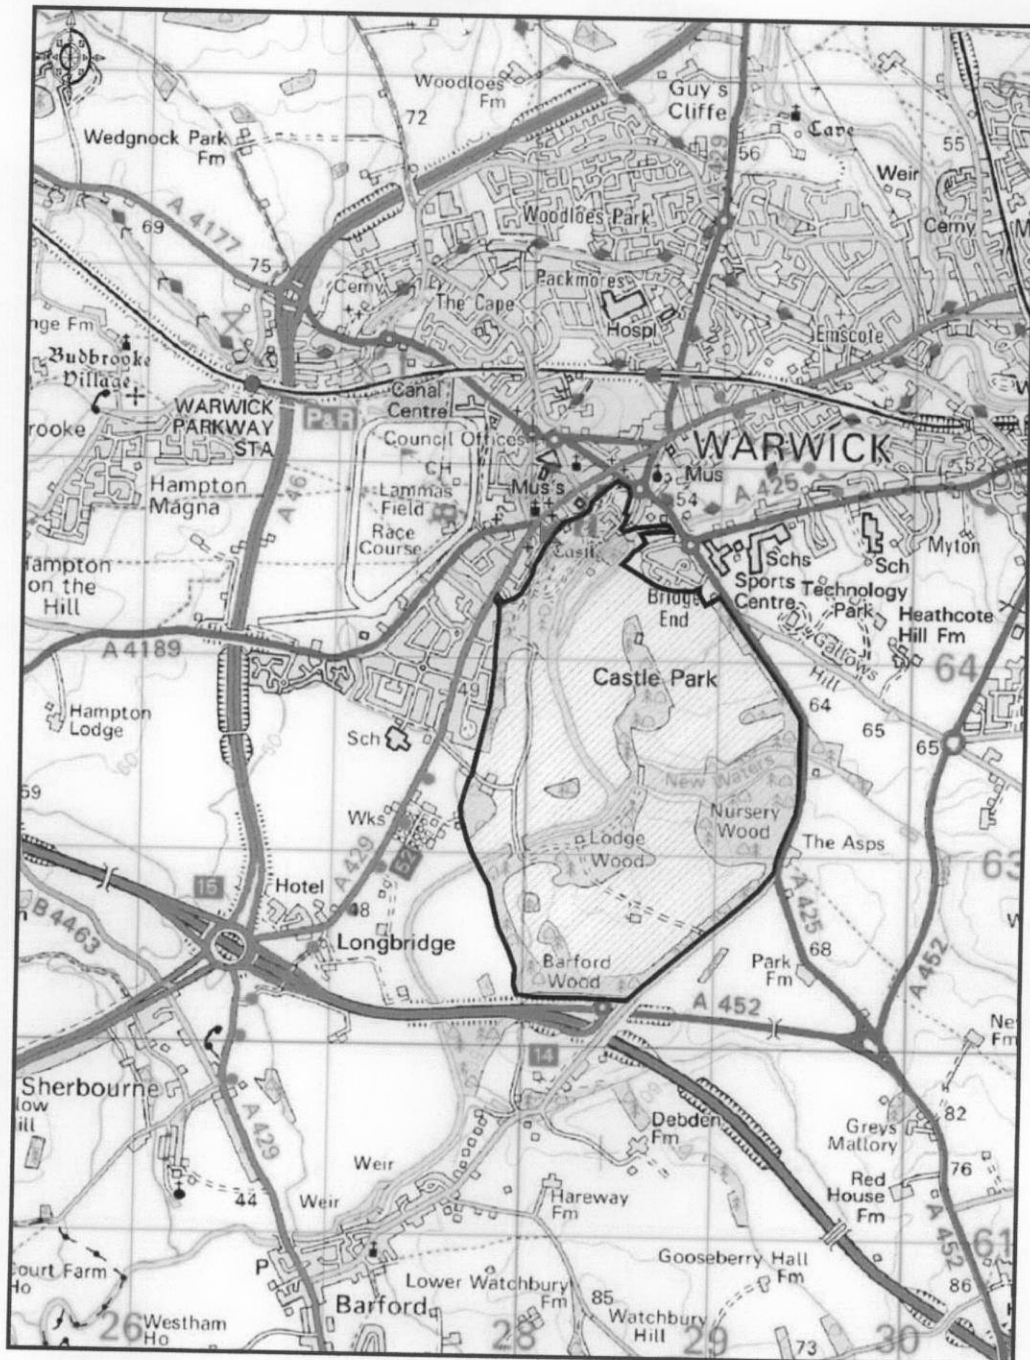 Woodloes
Fm
Guy's
Cliffe
72
Wedgnock Park
Fm
Cave
A429
56
55
Weir
A 4177
69
Woodloes Park
Cemy
75
Packmores
Cemy
The Cape
Hospl
Emscote
nge Fm
Budbrooke
Village
Canal
Centre
WARWICK
PARKWAY
STA
P&R
rooke
Council Offices
WARWICK
CH
Mus's
Mus
52
54
A 425
Hampton
Magna
A 46
Lammas
Field
Race
Course
Castle
Schs
Sch
Myton
Hampton
on the
Hill
Bridge
End
Sports
Centre
Technology
Park
Heathcote
Hill Fm
A 4189
Gallows
Hill
64
Castle Park
49
64
65
65
Hampton
Lodge
60
Sch
New Waters
59
Wks
Nursery
Wood
Lodge
Wood
The Asps
63
A 429
52
15
Hotel
B 4463
48
Longbridge
A 425
68
Barford
Wood
Park
Fm
A 452
A 452
14
Sherbourne
low
ill
Debden
Fm
Greys
Mallory
82
A 429
Weir
76
44
Weir
Hareway
Fm
Red
House
Fm
A 452
61
Court Farm
Ho
P
Gooseberry Hall
Fm
Lower Watchbury
Fm
86
Barford
85
Watchbury
Hill
26
Westham
Ho
28
29
73
30